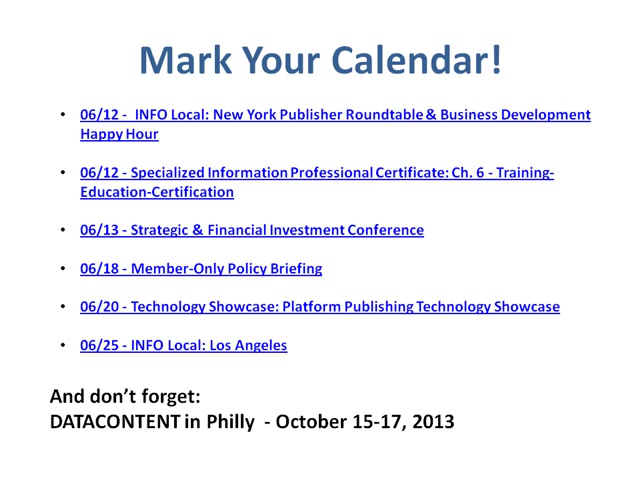 Mark Your Calendar!
• 06/12 - INFO Local: New York Publisher Roundtable & Business Development
Happy Hour
• 06/12 - Specialized Information Professional Certificate: Ch. 6 - Training-
Education-Certification
• 06/13 - Strategic & Financial Investment Conference
• 06/18 - Member-Only Policy Briefing
• 06/20 - Technology Showcase: Platform Publishing Technology Showcase
• 06/25 - INFO Local: Los Angeles
And don’t forget:
DATACONTENT in Philly - October 15-17, 2013